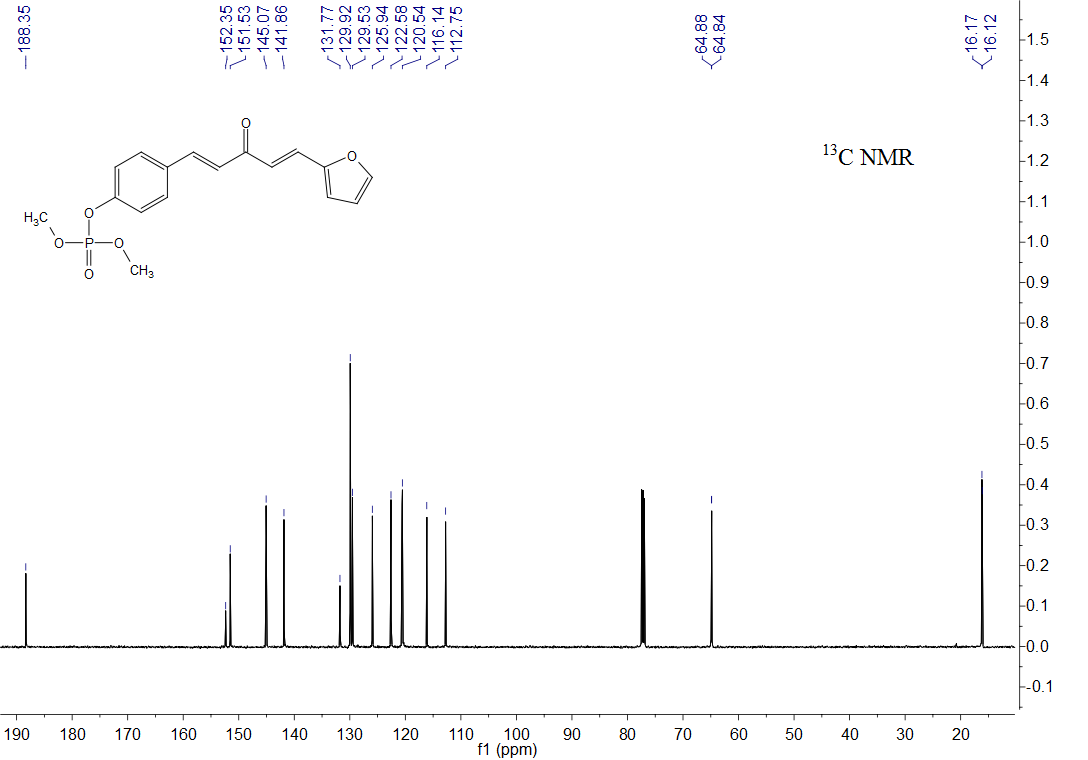 188.35
152.35
151.53
145.07
141.86
131.77
129.92
129.53
125.94
122.58
120.54
116.14
112.75
64.88
64.84
16.17
16.12
1.5
1.4
1.3
1.2
1.1
1.0
0.9
0.8
0.7
0.6
0.5
0.4
0.3
0.2
0.1
0.0
-0.1
¹³C NMR
O
O
O
H₃C
O
P
O
O
CH₃
190 180 170 160 150 140 130 120 110 100 90 80 70 60 50 40 30 20
f1 (ppm)